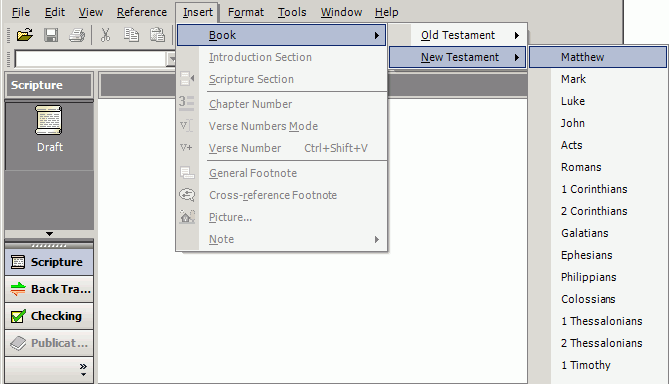 File Edit View Reference Insert Format Tools Window Help
Book
Introduction Section
Scripture Section
Chapter Number
Verse Numbers Mode
Verse Number Ctrl+Shift+V
General Footnote
Cross-reference Footnote
Picture...
Note
Old Testament
New Testament
Matthew
Mark
Luke
John
Acts
Romans
1 Corinthians
2 Corinthians
Galatians
Ephesians
Philippians
Colossians
1 Thessalonians
2 Thessalonians
1 Timothy
Scripture
Draft
Scripture
Back Tra...
Checking
Publicat ...